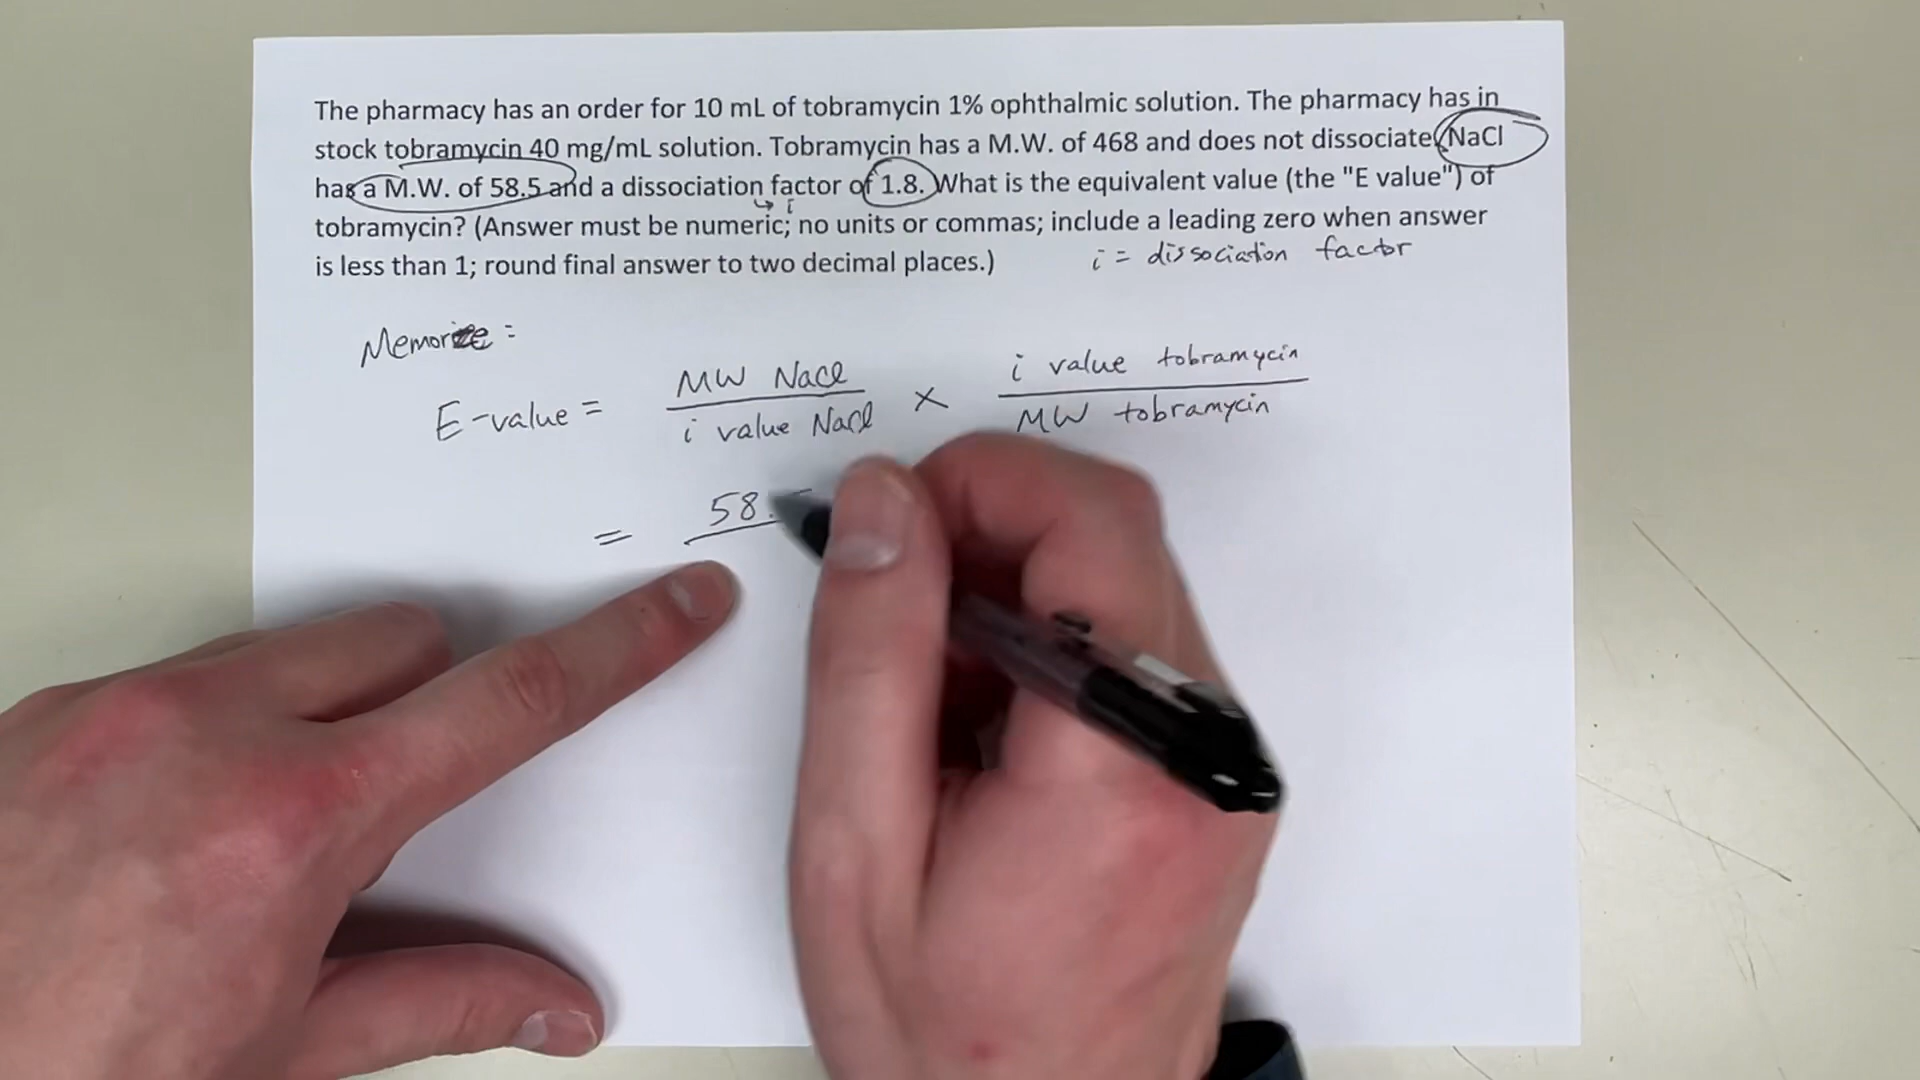 The pharmacy has an order for 10 mL of tobramycin 1% ophthalmic solution. The pharmacy has in
stock tobramycin 40 mg/mL solution. Tobramycin has a M.W. of 468 and does not dissociate. NaCl
has a M.W. of 58.5 and a dissociation factor of 1.8. What is the equivalent value (the "E value") of
↳ i
tobramycin? (Answer must be numeric; no units or commas; include a leading zero when answer
is less than 1; round final answer to two decimal places.)
i = dissociation factor
Memorize:
E-value = MW NaCl / i value NaCl × i value tobramycin / MW tobramycin
= 58.